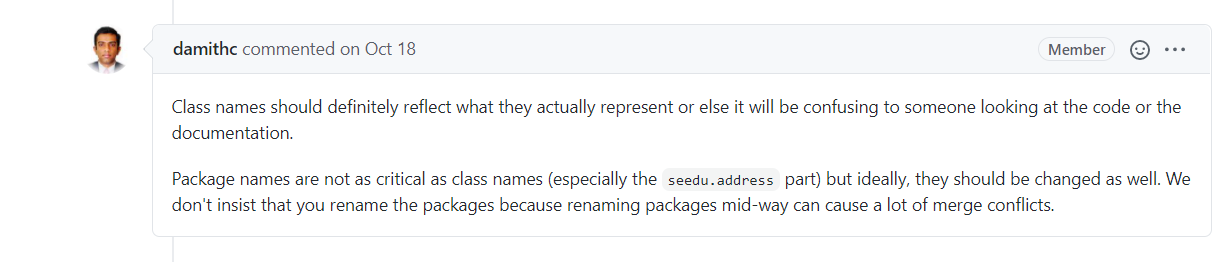 damithc commented on Oct 18
Member
Class names should definitely reflect what they actually represent or else it will be confusing to someone looking at the code or the
documentation.
Package names are not as critical as class names (especially the seedu.address part) but ideally, they should be changed as well. We
don't insist that you rename the packages because renaming packages mid-way can cause a lot of merge conflicts.